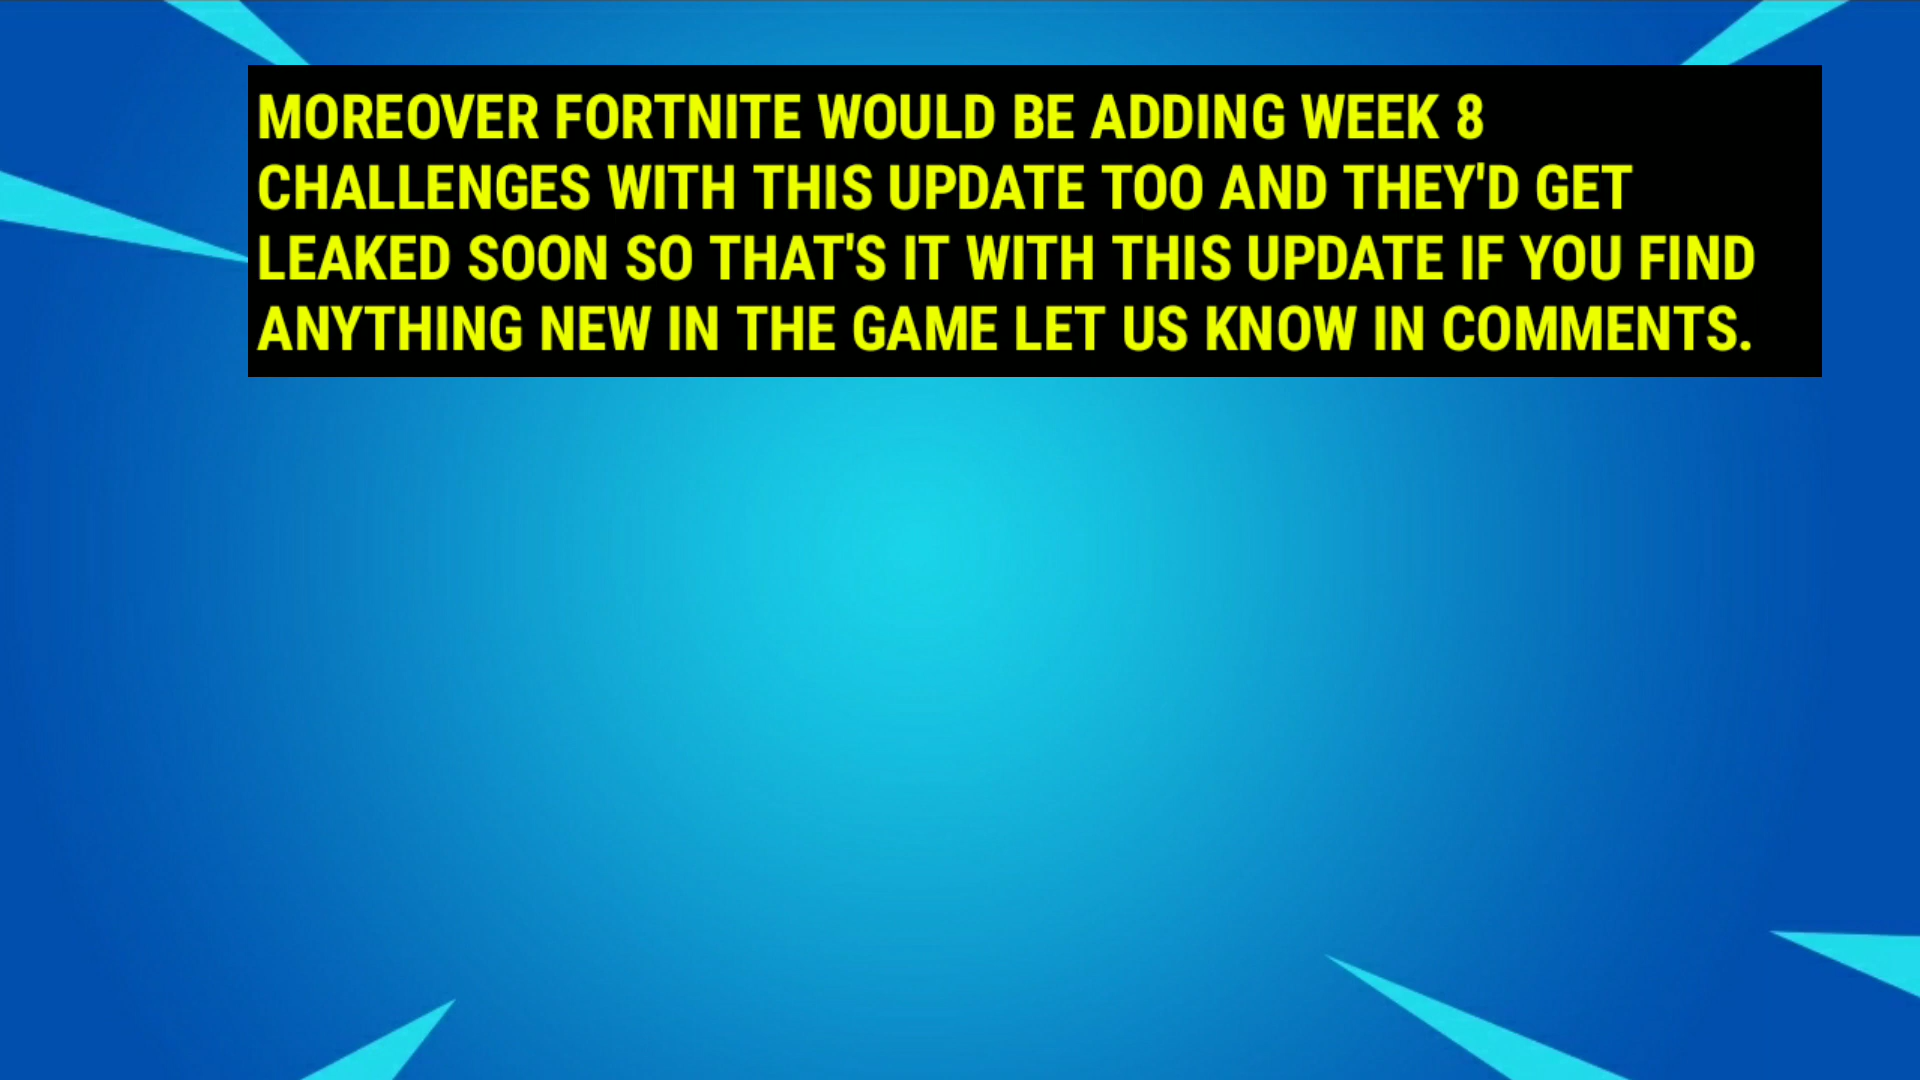 MOREOVER FORTNITE WOULD BE ADDING WEEK 8
CHALLENGES WITH THIS UPDATE TOO AND THEY'D GET
LEAKED SOON SO THAT'S IT WITH THIS UPDATE IF YOU FIND
ANYTHING NEW IN THE GAME LET US KNOW IN COMMENTS.